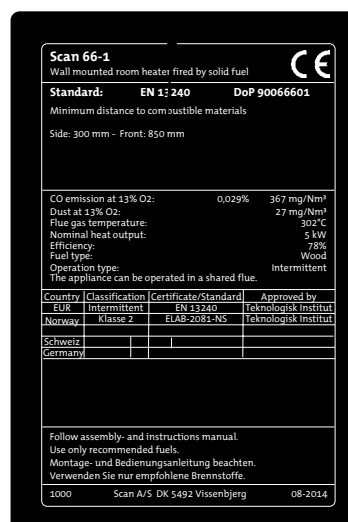 Scan 66-1
Wall mounted room heater fired by solid fuel
CE
Standard: EN 13240 DoP 90066601
Minimum distance to combustible materials
Side: 300 mm - Front: 850 mm
CO emission at 13% O2: 0,029% 367 mg/Nm³
Dust at 13% O2: 27 mg/Nm³
Flue gas temperature: 302°C
Nominal heat output: 5 kW
Efficiency: 78%
Fuel type: Wood
Operation type: Intermittent
The appliance can be operated in a shared flue.
Country Classification Certificate/Standard Approved by
EUR Intermittent EN 13240 Teknologisk Institut
Norway Klasse 2 ELAB-2081-NS Teknologisk Institut
Schweiz
Germany
Follow assembly- and instructions manual.
Use only recommended fuels.
Montage- und Bedienungsanleitung beachten.
Verwenden Sie nur empfohlene Brennstoffe.
1000 Scan A/S DK 5492 Vissenbjerg 08-2014